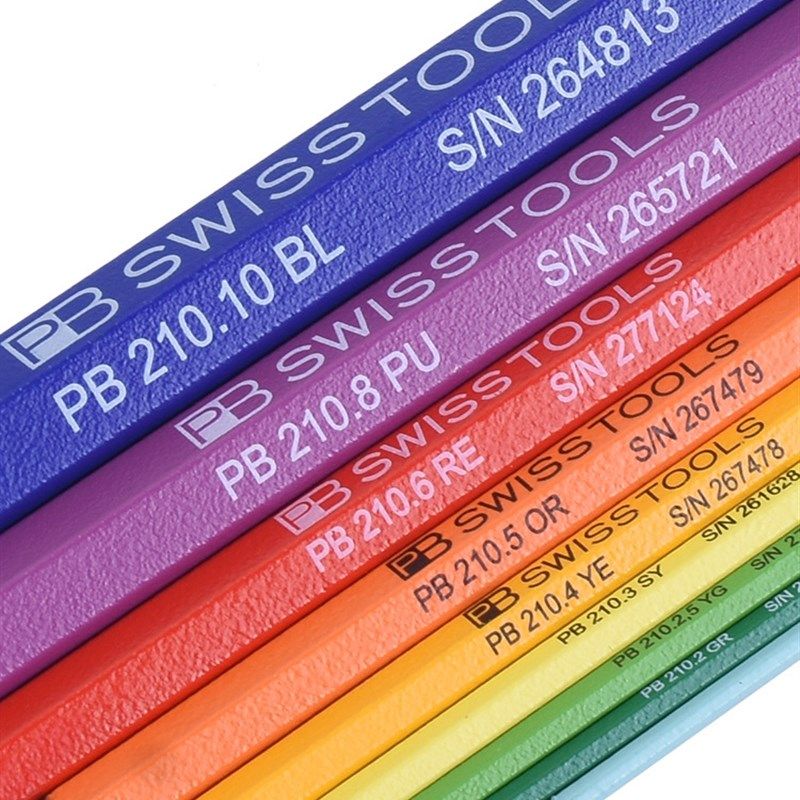 PB SWISS TOOLS
PB 210.10 BL S/N 264813
PB SWISS TOOLS
PB 210.8 PU S/N 265721
PB SWISS TOOLS
PB 210.6 RE S/N 277124
PB SWISS TOOLS
PB 210.5 OR S/N 267479
PB SWISS TOOLS
PB 210.4 YE S/N 267478
PB 210.3 SY S/N 261628
PB 210.2,5 YG S/N
PB 210.2 GR S/N